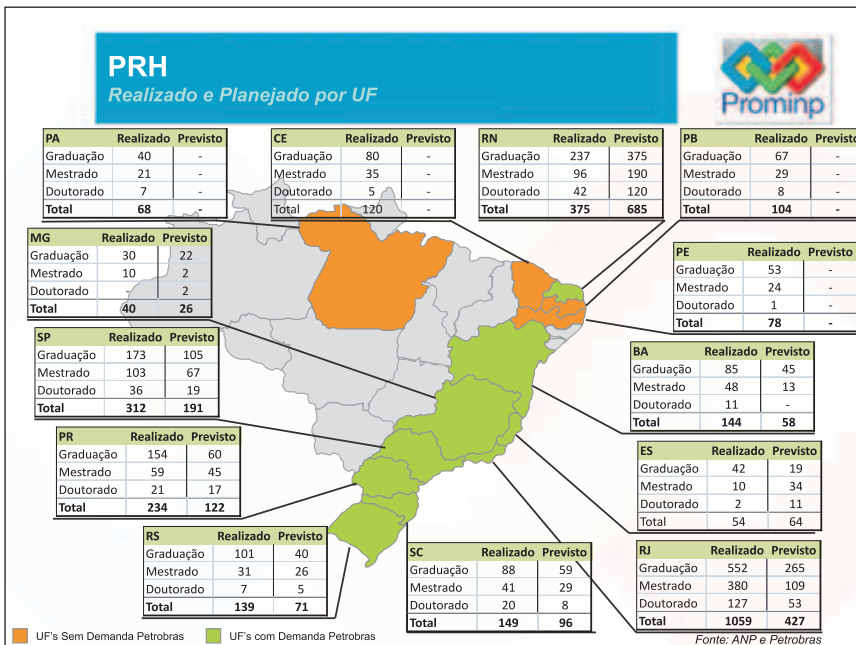 PRH
Realizado e Planejado por UF
Prominp
PA Realizado Previsto
Graduação 40 -
Mestrado 21 -
Doutorado 7 -
Total 68 -
CE Realizado Previsto
Graduação 80 -
Mestrado 35 -
Doutorado 5 -
Total 120 -
RN Realizado Previsto
Graduação 237 375
Mestrado 96 190
Doutorado 42 120
Total 375 685
PB Realizado Previsto
Graduação 67 -
Mestrado 29 -
Doutorado 8 -
Total 104 -
MG Realizado Previsto
Graduação 30 22
Mestrado 10 2
Doutorado - 2
Total 40 26
PE Realizado Previsto
Graduação 53 -
Mestrado 24 -
Doutorado 1 -
Total 78 -
SP Realizado Previsto
Graduação 173 105
Mestrado 103 67
Doutorado 36 19
Total 312 191
BA Realizado Previsto
Graduação 85 45
Mestrado 48 13
Doutorado 11 -
Total 144 58
PR Realizado Previsto
Graduação 154 60
Mestrado 59 45
Doutorado 21 17
Total 234 122
ES Realizado Previsto
Graduação 42 19
Mestrado 10 34
Doutorado 2 11
Total 54 64
RS Realizado Previsto
Graduação 101 40
Mestrado 31 26
Doutorado 7 5
Total 139 71
SC Realizado Previsto
Graduação 88 59
Mestrado 41 29
Doutorado 20 8
Total 149 96
RJ Realizado Previsto
Graduação 552 265
Mestrado 380 109
Doutorado 127 53
Total 1059 427
UF's Sem Demanda Petrobras
UF's com Demanda Petrobras
Fonte: ANP e Petrobras